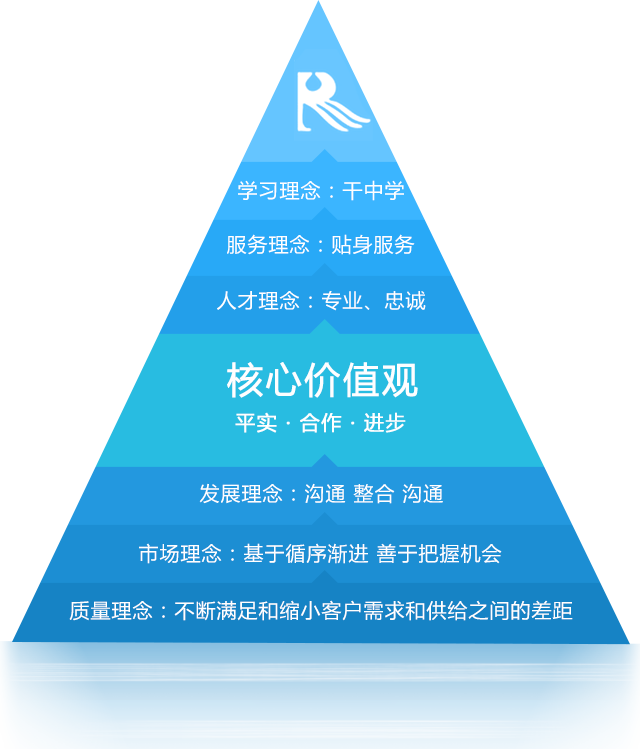 学习理念：干中学
服务理念：贴身服务
人才理念：专业、忠诚
核心价值观
平实·合作·进步
发展理念：沟通 整合 沟通
市场理念：基于循序渐进 善于把握机会
质量理念：不断满足和缩小客户需求和供给之间的差距